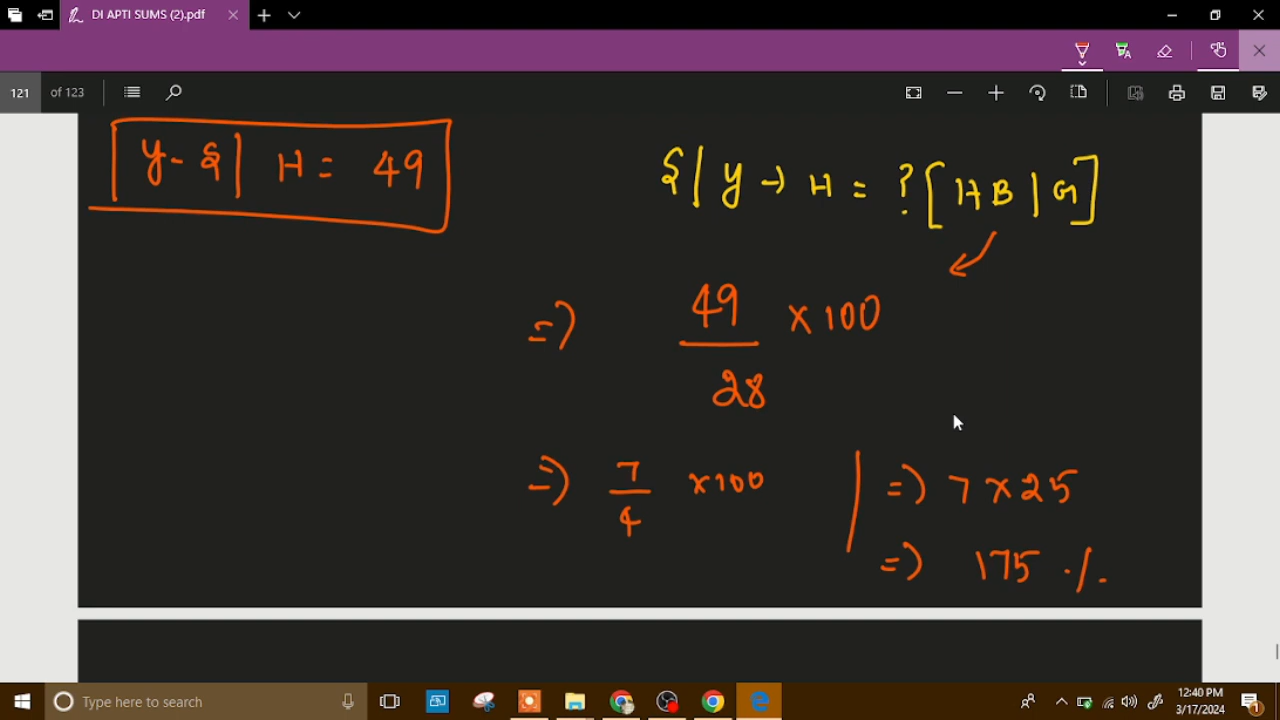 DI APTI SUMS (2).pdf
121 of 123
y - H = 49
| y → H = ? [HB | G]
=> 49/28 × 100
=> 7/4 × 100
=> 7 × 25
=> 175 %
Type here to search
12:40 PM
3/17/2024